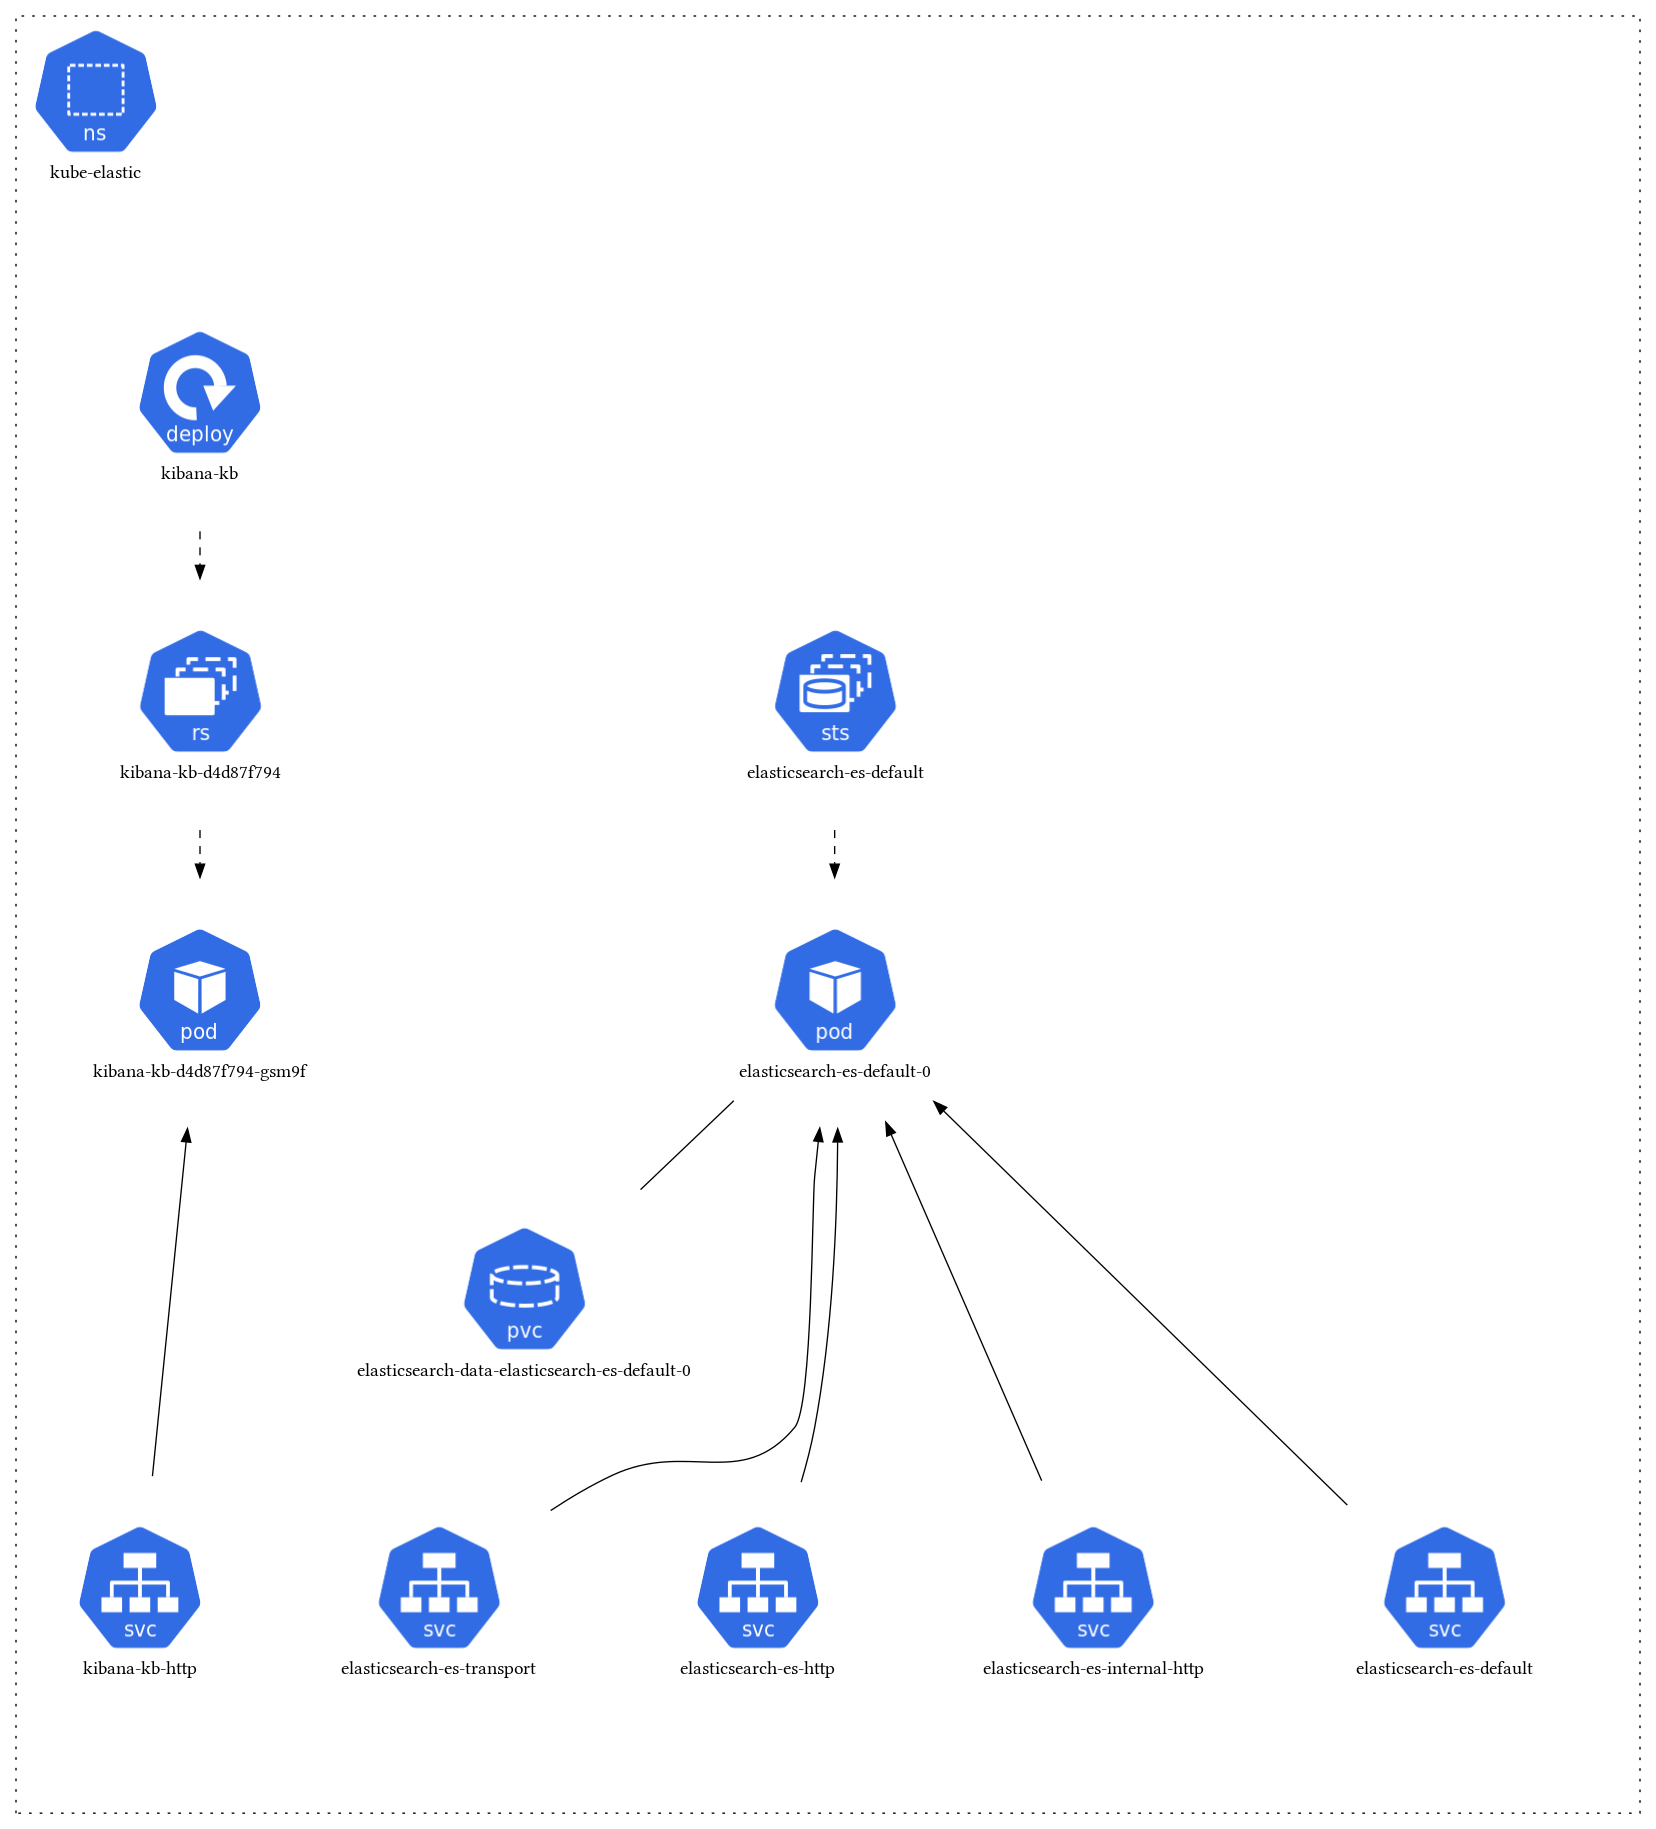 ns
kube-elastic
deploy
kibana-kb
rs
kibana-kb-d4d87f794
sts
elasticsearch-es-default
pod
kibana-kb-d4d87f794-gsm9f
pod
elasticsearch-es-default-0
pvc
elasticsearch-data-elasticsearch-es-default-0
svc
kibana-kb-http
svc
elasticsearch-es-transport
svc
elasticsearch-es-http
svc
elasticsearch-es-internal-http
svc
elasticsearch-es-default